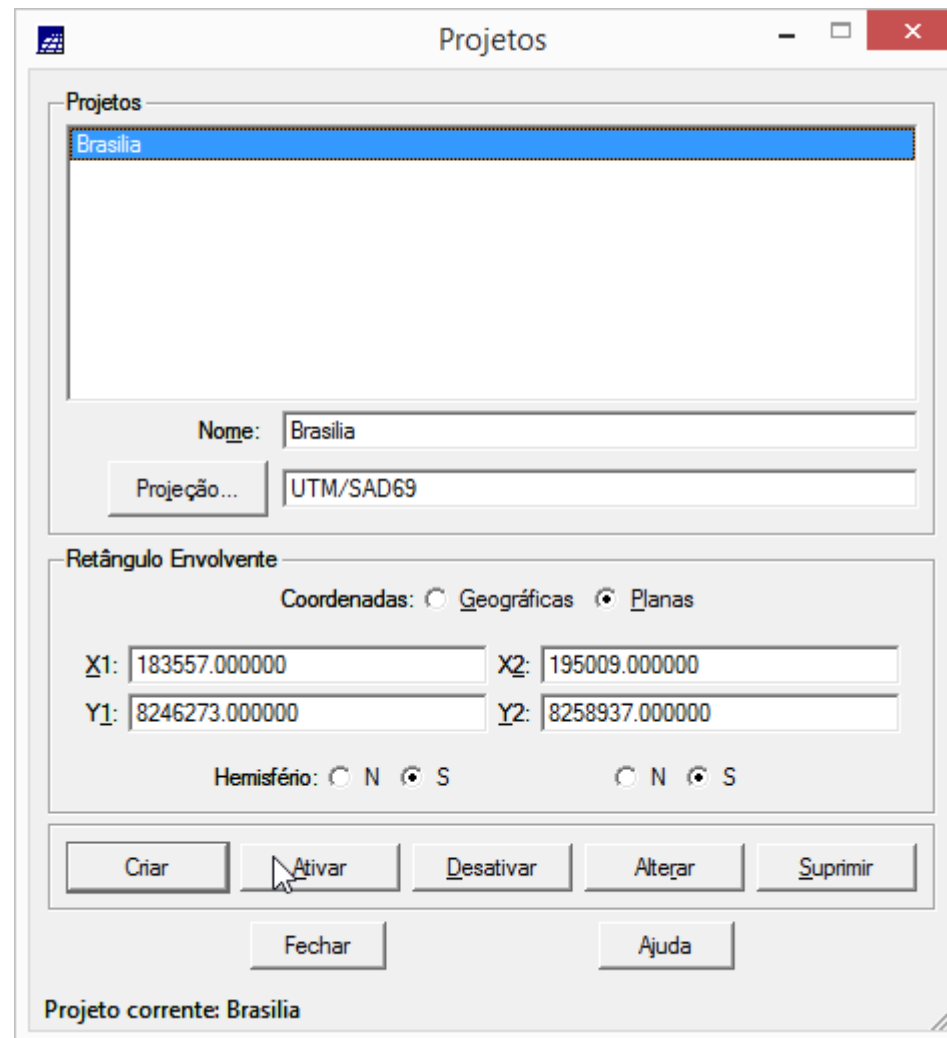 Projetos
Projetos
Brasilia
Nome: Brasilia
Projeção... UTM/SAD69
Retângulo Envolvente
Coordenadas: Geográficas Planas
X1: 183557.000000 X2: 195009.000000
Y1: 8246273.000000 Y2: 8258937.000000
Hemisfério: N S N S
Criar Ativar Desativar Alterar Suprimir
Fechar Ajuda
Projeto corrente: Brasilia